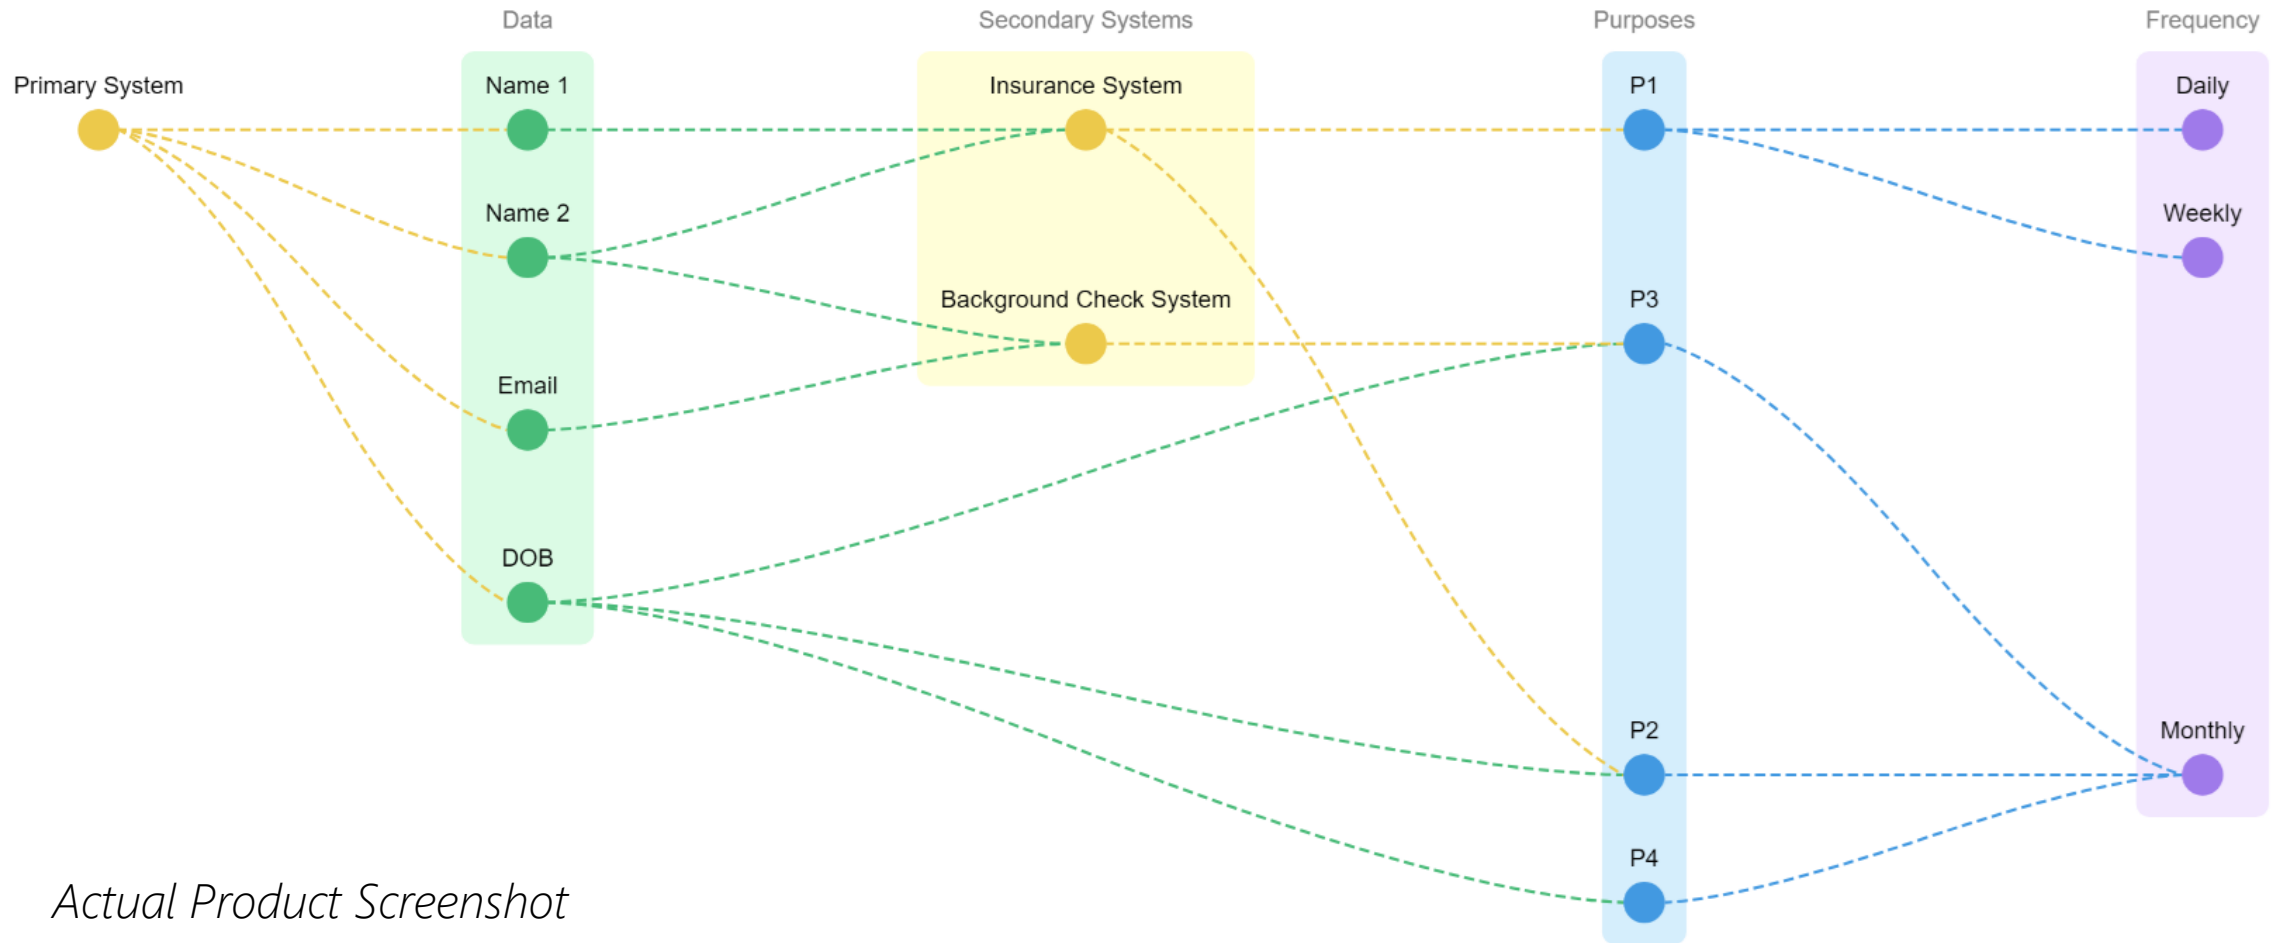 Data
Secondary Systems
Purposes
Frequency
Primary System
Name 1
Insurance System
P1
Daily
Name 2
Weekly
Background Check System
P3
Email
DOB
P2
Monthly
P4
Actual Product Screenshot